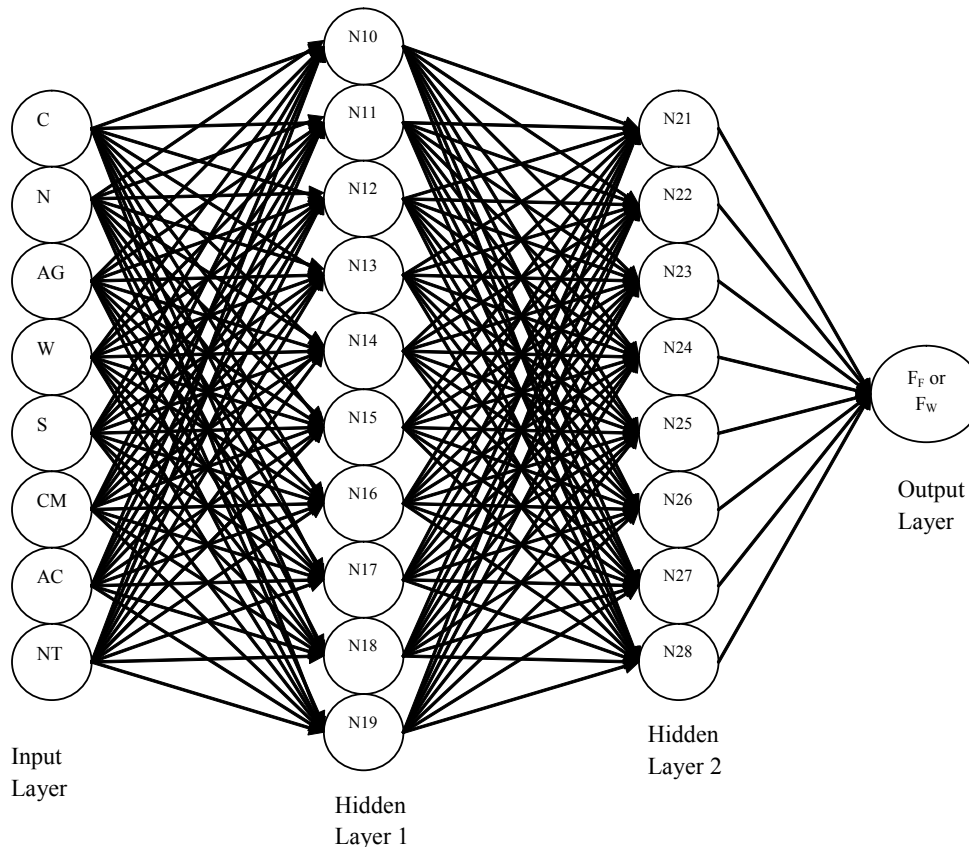 C
N
AG
W
S
CM
AC
NT
Input
Layer
N10
N11
N12
N13
N14
N15
N16
N17
N18
N19
Hidden
Layer 1
N21
N22
N23
N24
N25
N26
N27
N28
Hidden
Layer 2
FF or
FW
Output
Layer